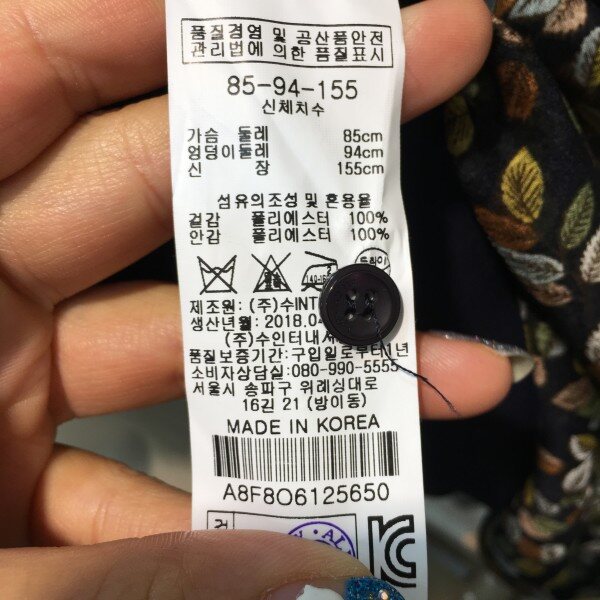 품질경영 및 공산품안전
관리법에 의한 품질표시
85-94-155
신체치수
가슴 둘레 85cm
엉덩이둘레 94cm
신 장 155cm
섬유의조성 및 혼용율
겉감 폴리에스터 100%
안감 폴리에스터 100%
제조원: (주)수INT
생산년월: 2018.04
(주)수인터내셔
품질보증기간: 구입일로부터1년
소비자상담실: 080-990-5555
서울시 송파구 위례성대로
16길 21 (방이동)
MADE IN KOREA
A8F8O6125650